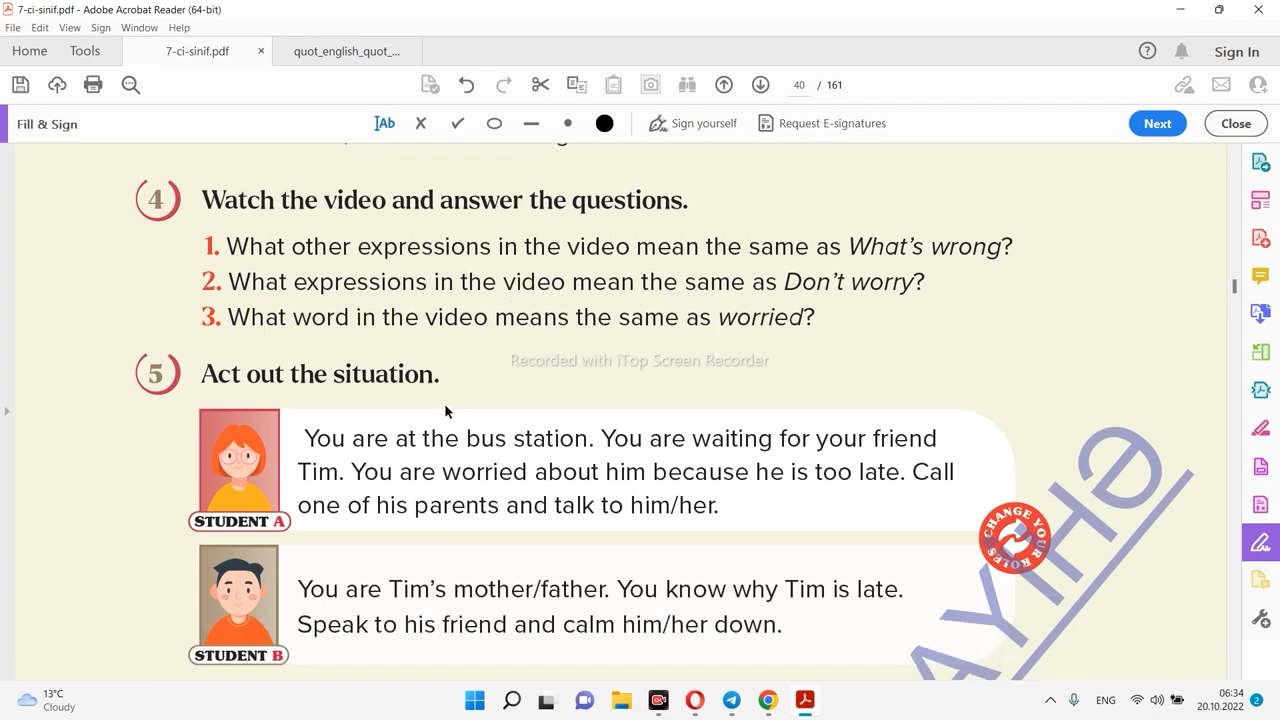 7-ci-sinif.pdf - Adobe Acrobat Reader (64-bit)
File Edit View Sign Window Help
Home Tools 7-ci-sinif.pdf × quot_english_quot_... Sign In
40 / 161
Fill & Sign Ab Sign yourself Request E-signatures Next Close
4 Watch the video and answer the questions.
1. What other expressions in the video mean the same as What's wrong?
2. What expressions in the video mean the same as Don't worry?
3. What word in the video means the same as worried?
Recorded with iTop Screen Recorder
5 Act out the situation.
You are at the bus station. You are waiting for your friend
Tim. You are worried about him because he is too late. Call
one of his parents and talk to him/her.
STUDENT A
CHANGE YOUR ROLES
You are Tim's mother/father. You know why Tim is late.
Speak to his friend and calm him/her down.
STUDENT B
AYIHƏ
13°C
Cloudy
ENG
06:34
20.10.2022
2